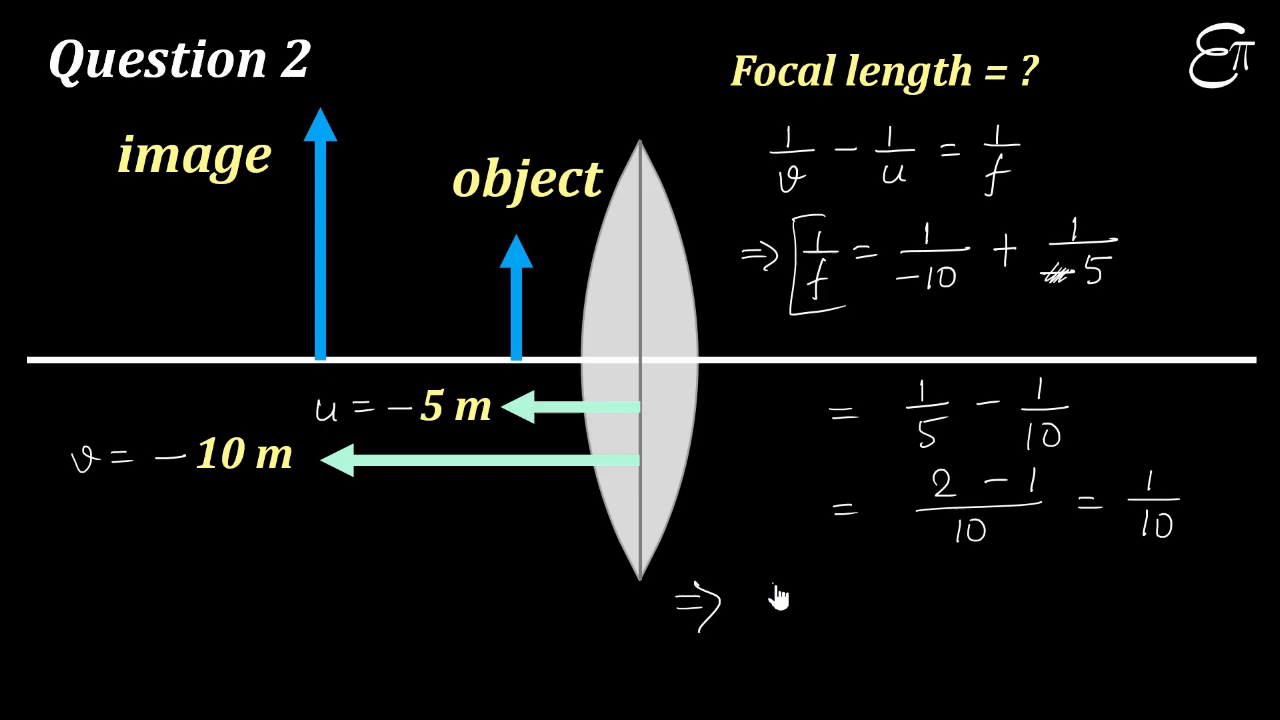 Question 2
ℰπ
Focal length = ?
image
object
1/v - 1/u = 1/f
⇒ 1/f = 1/-10 + 1/5
u = - 5 m
v = - 10 m
= 1/5 - 1/10
= 2 - 1/10 = 1/10
⇒